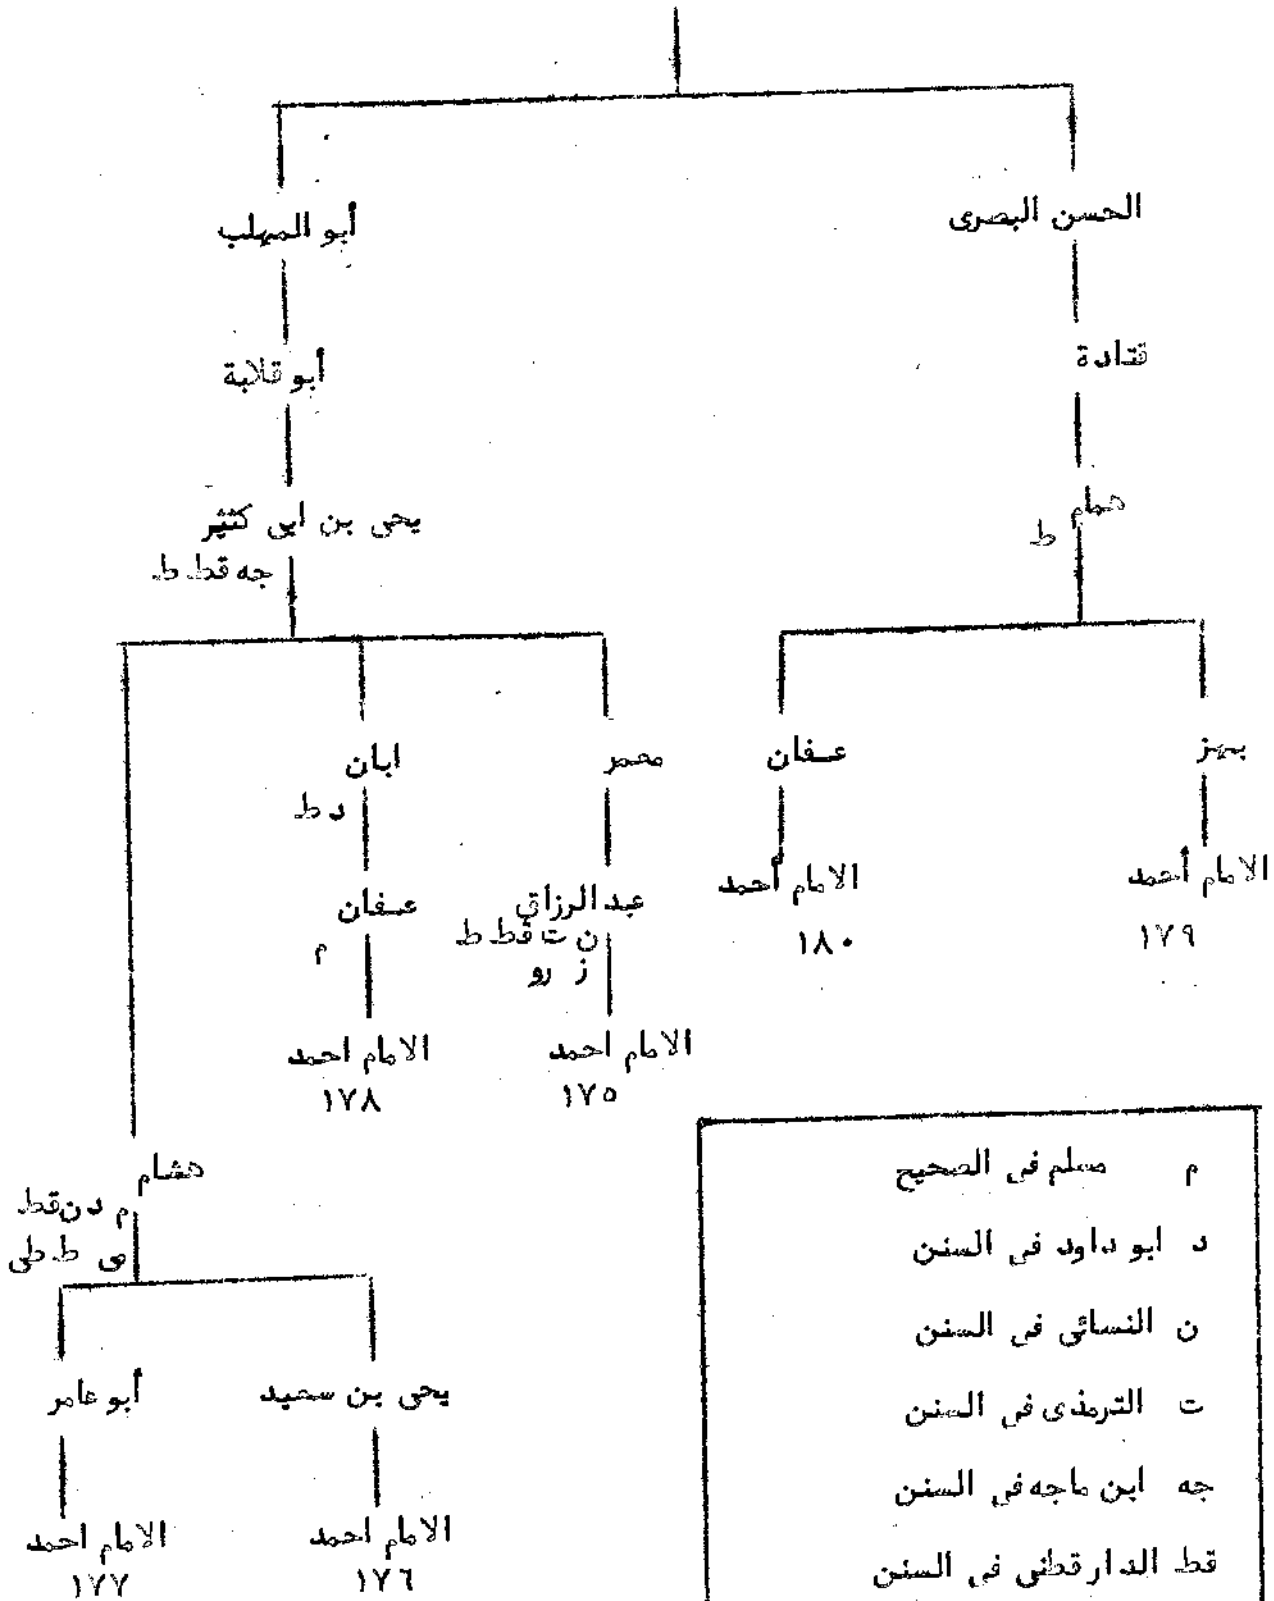 الحسن البصرى
أبو المهلب
قتادة
أبو قلابة
همام
ط
يحى بن ابى كثير
جه قط ط
بهز
عفان
معمر
ابان
د ط
الامام أحمد
١٧٩
الامام أحمد
١٨٠
عبد الرزاق
ن ت قط ط
ز رو
عفان
م
الامام احمد
١٧٥
الامام احمد
١٧٨
هشام
م د ن قط
ط طى
يحى بن سعيد
أبو عامر
الامام احمد
١٧٦
الامام احمد
١٧٧
م مسلم فى الصحيح
د ابو داود فى السنن
ن النسائى فى السنن
ت الترمذى فى السنن
جه ابن ماجه فى السنن
قط الدارقطنى فى السنن